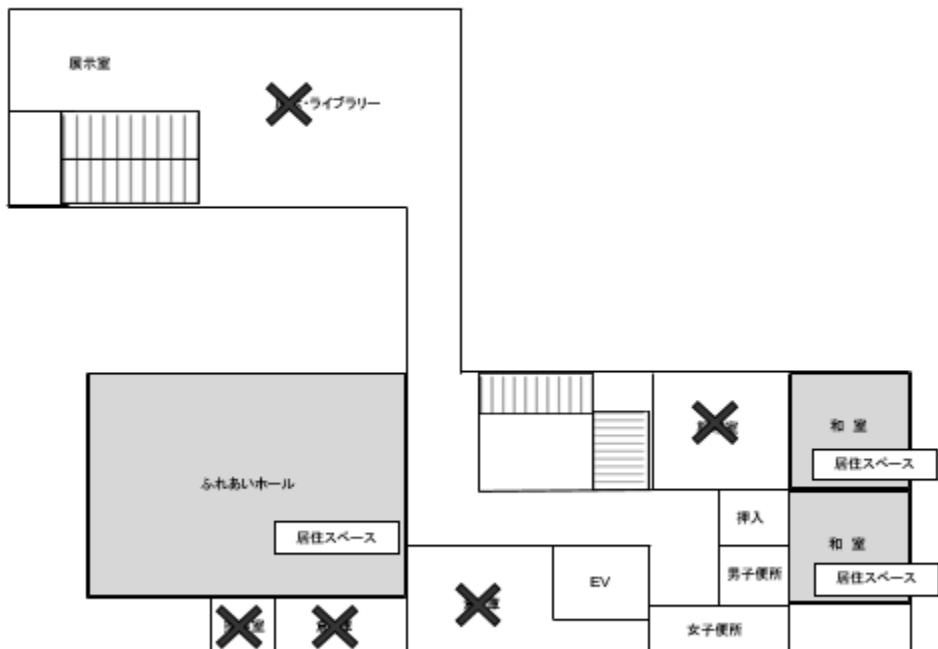 展示室
・ライブラリー
和 室
居住スペース
ふれあいホール
居住スペース
挿入
和 室
居住スペース
男子便所
EV
女子便所
室